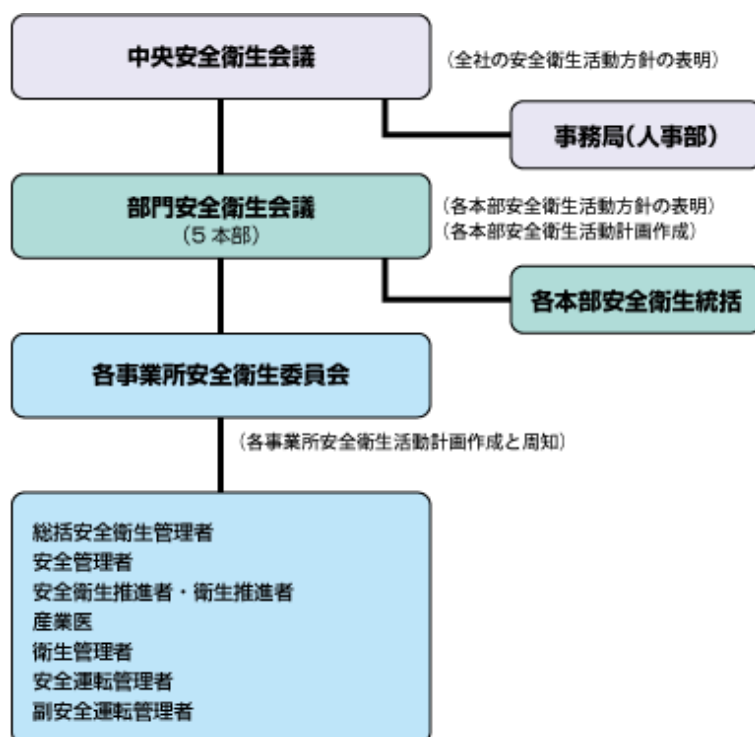 中央安全衛生会議
(全社の安全衛生活動方針の表明)
事務局(人事部)
部門安全衛生会議
(5本部)
(各本部安全衛生活動方針の表明)
(各本部安全衛生活動計画作成)
各本部安全衛生統括
各事業所安全衛生委員会
(各事業所安全衛生活動計画作成と周知)
総括安全衛生管理者
安全管理者
安全衛生推進者・衛生推進者
産業医
衛生管理者
安全運転管理者
副安全運転管理者